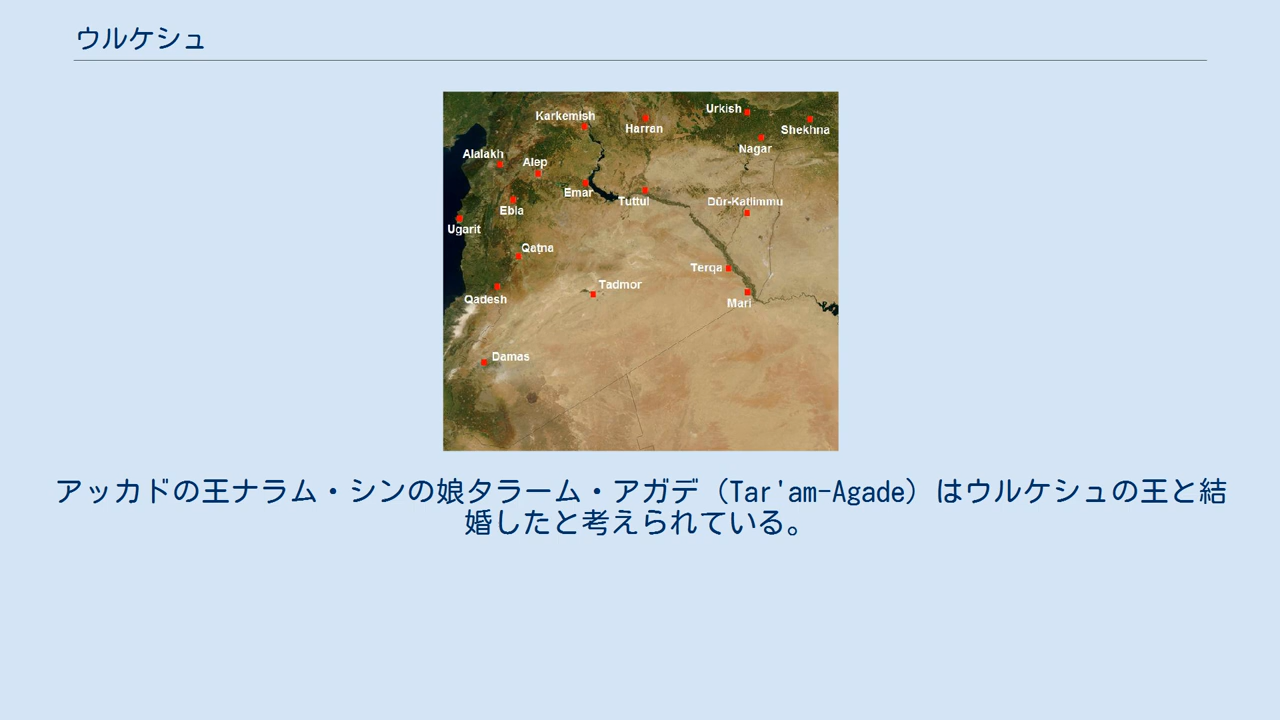 ウルケシュ
Karkemish
Urkish
Harran
Shekhna
Nagar
Alalakh
Alep
Emar
Tuttul
Dūr-Katlimmu
Ebla
Ugarit
Qaṭna
Terqa
Tadmor
Qadesh
Mari
Damas
アッカドの王ナラム・シンの娘タラーム・アガデ（Tar'am-Agade）はウルケシュの王と結
婚したと考えられている。